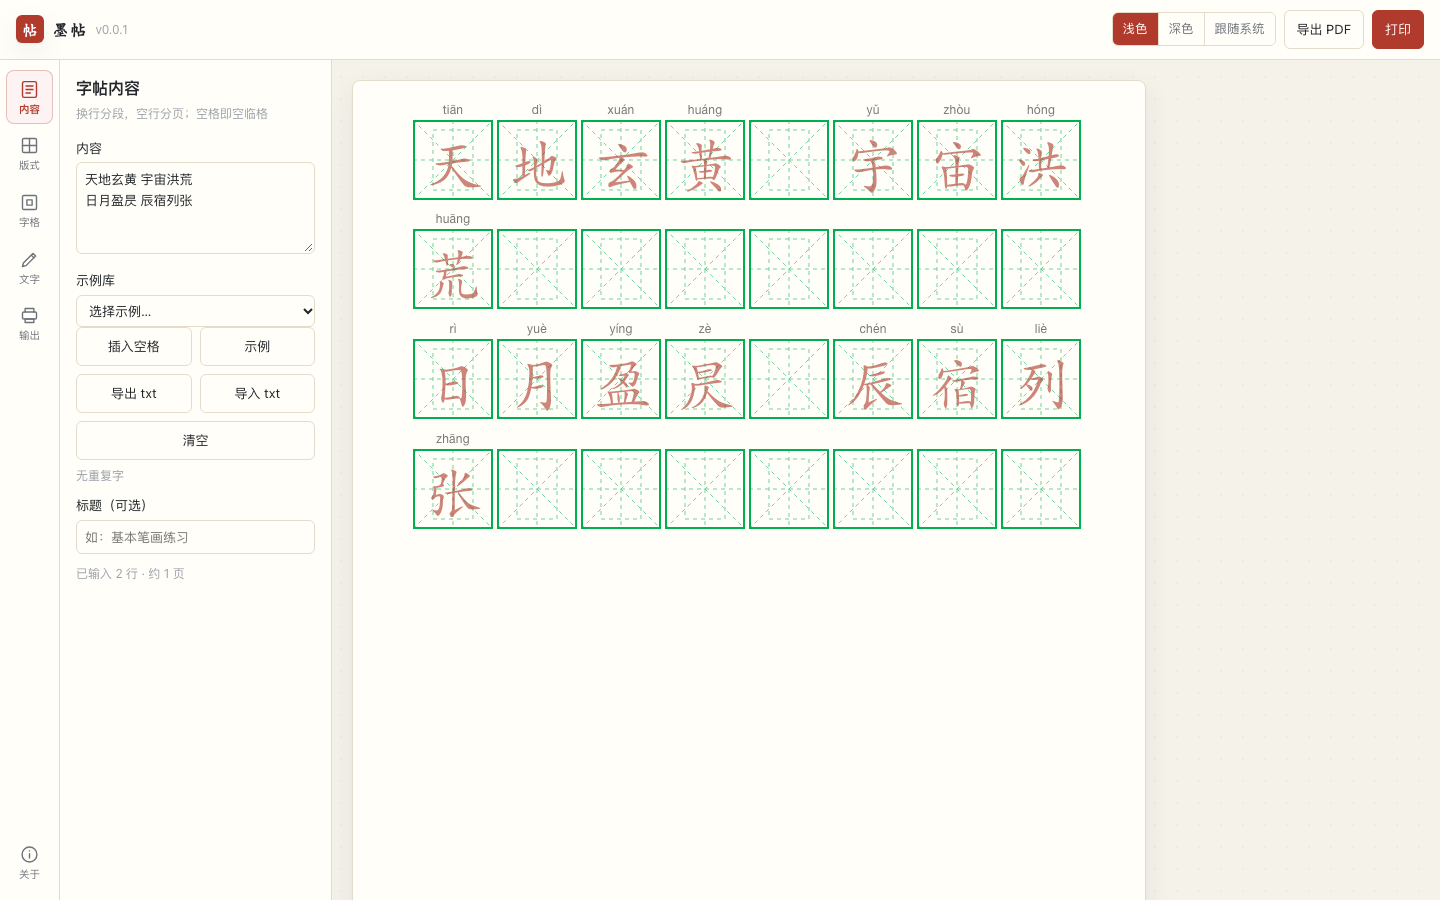 帖 墨帖 v0.0.1
浅色 深色 跟随系统 导出 PDF 打印
内容
版式
字格
文字
输出
关于
字帖内容
换行分段，空行分页；空格即空临格
内容
天地玄黄 宇宙洪荒
日月盈昃 辰宿列张
示例库
选择示例...
插入空格 示例
导出 txt 导入 txt
清空
无重复字
标题（可选）
如：基本笔画练习
已输入 2 行 · 约 1 页
tiān dì xuán huáng yǔ zhòu hóng
天 地 玄 黄 宇 宙 洪
huāng
荒
rì yuè yíng zè chén sù liè
日 月 盈 昃 辰 宿 列
zhāng
张